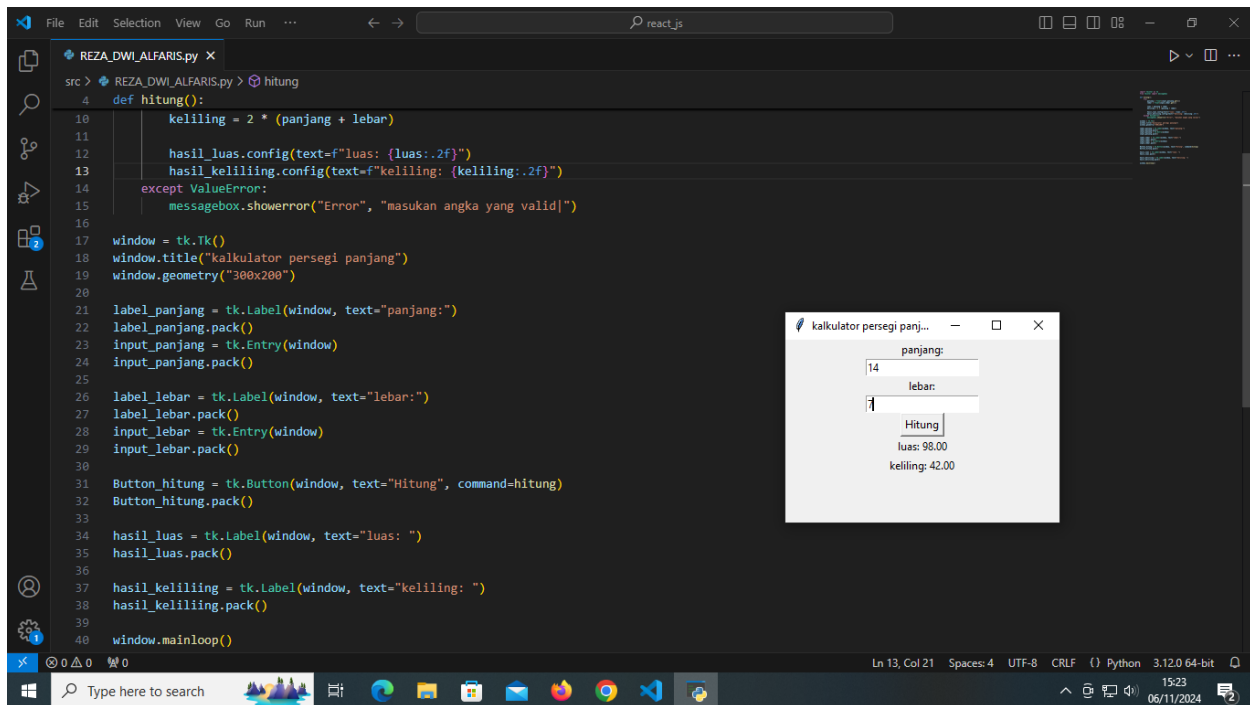 File Edit Selection View Go Run ··· react_js
REZA_DWI_ALFARIS.py
src > REZA_DWI_ALFARIS.py > hitung
4 def hitung():
10 keliling = 2 * (panjang + lebar)
11
12 hasil_luas.config(text=f"luas: {luas:.2f}")
13 hasil_keliliing.config(text=f"keliling: {keliling:.2f}")
14 except ValueError:
15 messagebox.showerror("Error", "masukan angka yang valid|")
16
17 window = tk.Tk()
18 window.title("kalkulator persegi panjang")
19 window.geometry("300x200")
20
21 label_panjang = tk.Label(window, text="panjang:")
22 label_panjang.pack()
23 input_panjang = tk.Entry(window)
24 input_panjang.pack()
25
26 label_lebar = tk.Label(window, text="lebar:")
27 label_lebar.pack()
28 input_lebar = tk.Entry(window)
29 input_lebar.pack()
30
31 Button_hitung = tk.Button(window, text="Hitung", command=hitung)
32 Button_hitung.pack()
33
34 hasil_luas = tk.Label(window, text="luas: ")
35 hasil_luas.pack()
36
37 hasil_keliliing = tk.Label(window, text="keliling: ")
38 hasil_keliliing.pack()
39
40 window.mainloop()
kalkulator persegi panj...
panjang:
14
lebar:
7
Hitung
luas: 98.00
keliling: 42.00
2
1
0 0 0 Ln 13, Col 21 Spaces: 4 UTF-8 CRLF {} Python 3.12.0 64-bit
Type here to search
15:23
06/11/2024
2